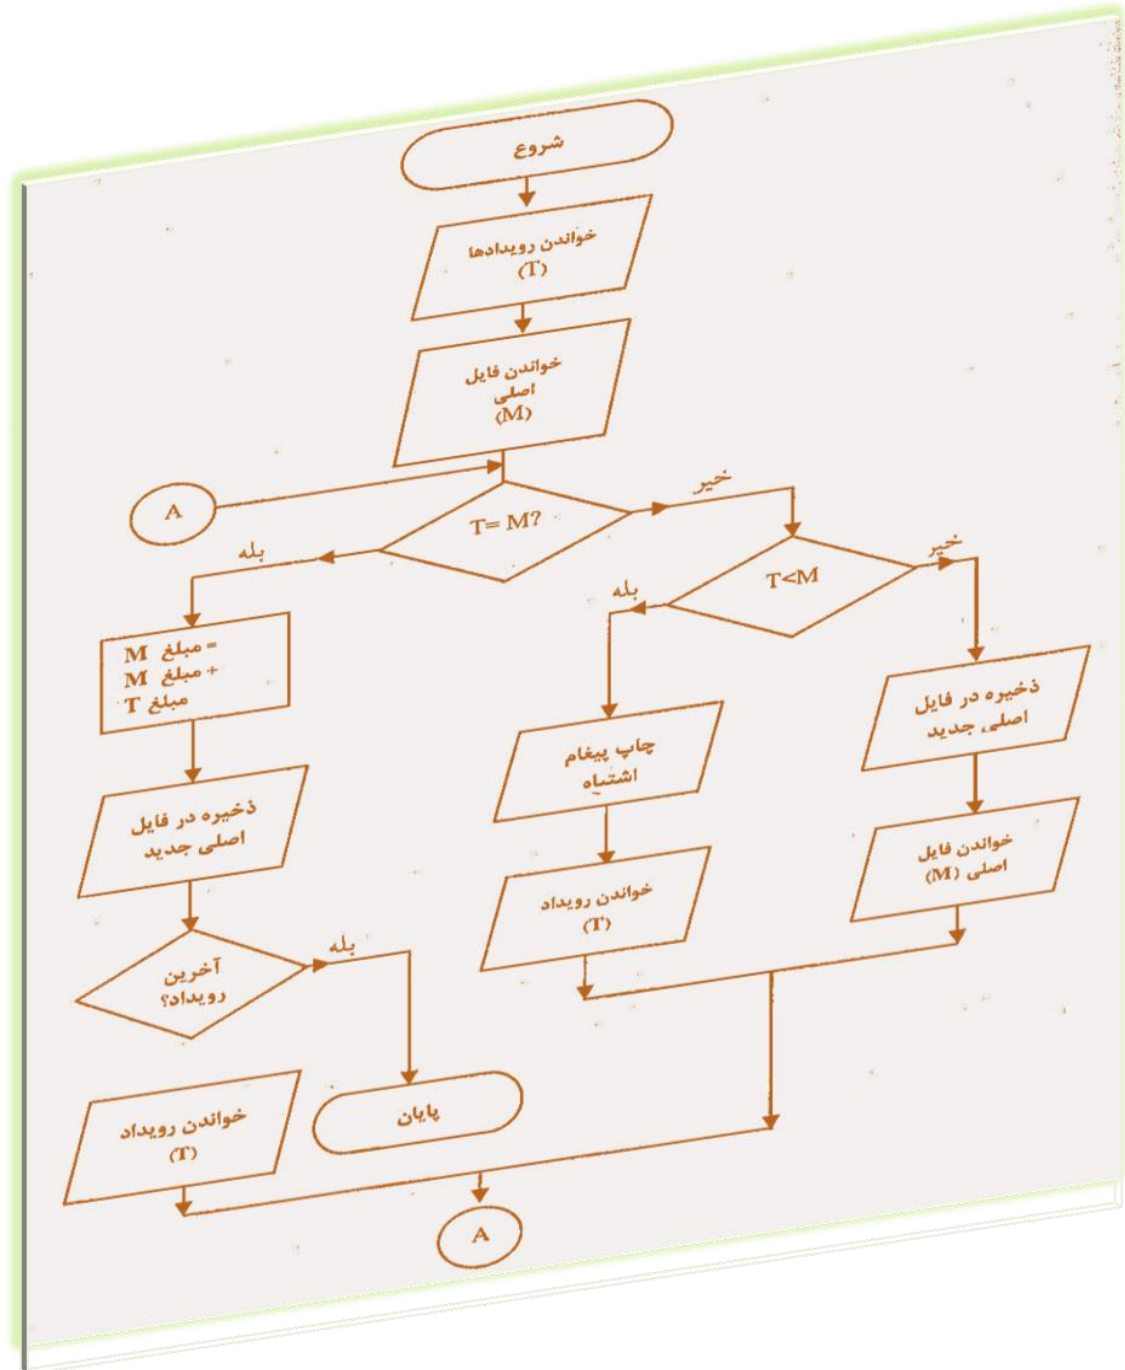 شروع
خواندن رویدادها
(T)
خواندن فایل
اصلی
(M)
A
T= M?
خیر
بله
T<M
خیر
بله
مبلغ M =
مبلغ M +
مبلغ T
ذخیره در فایل
اصلی جدید
چاپ پیغام
اشتباه
ذخیره در فایل
اصلی جدید
خواندن فایل
اصلی (M)
خواندن رویداد
(T)
آخرین
رویداد؟
بله
خواندن رویداد
(T)
پایان
A